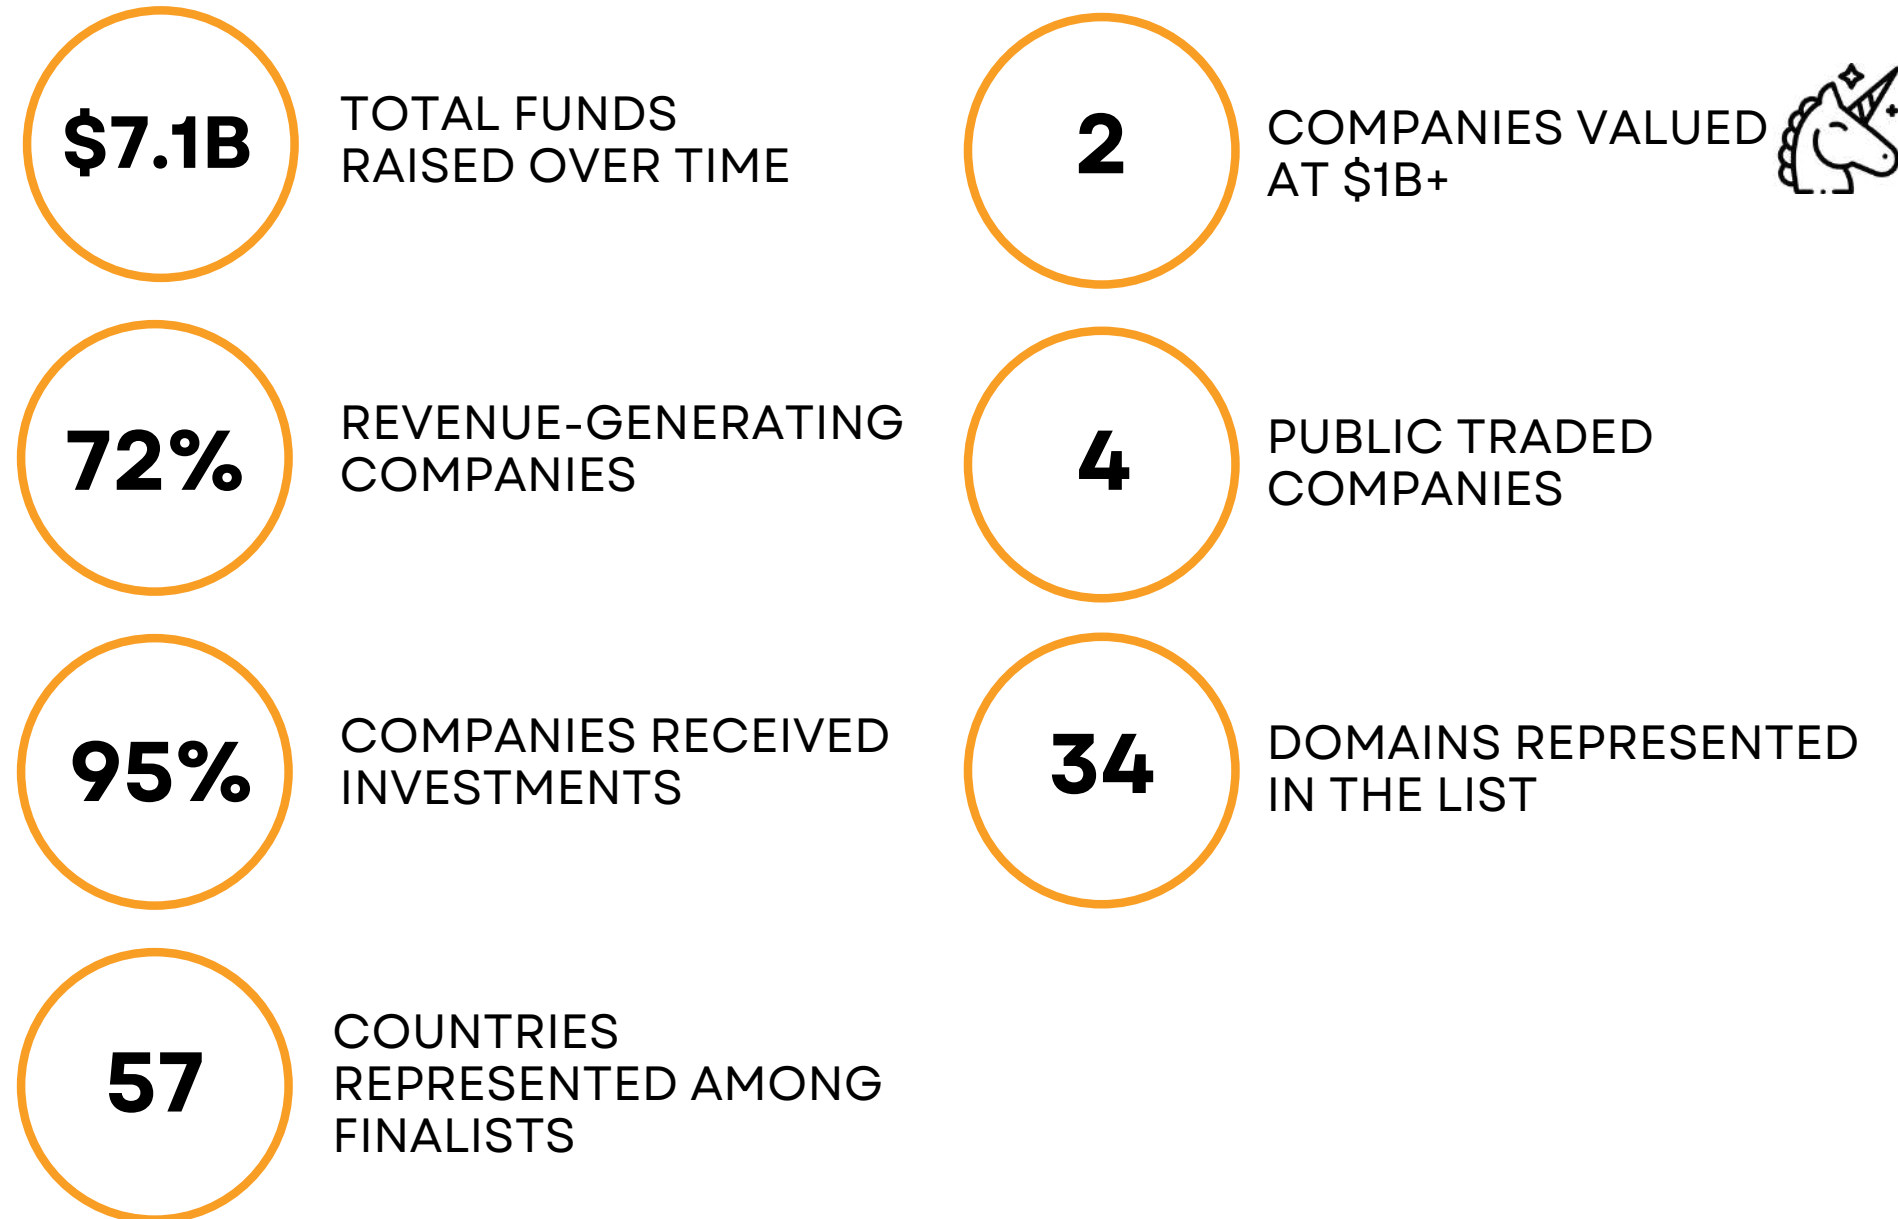 $7.1B
TOTAL FUNDS
RAISED OVER TIME
72%
REVENUE-GENERATING
COMPANIES
95%
COMPANIES RECEIVED
INVESTMENTS
57
COUNTRIES
REPRESENTED AMONG
FINALISTS
2
COMPANIES VALUED
AT $1B+
4
PUBLIC TRADED
COMPANIES
34
DOMAINS REPRESENTED
IN THE LIST